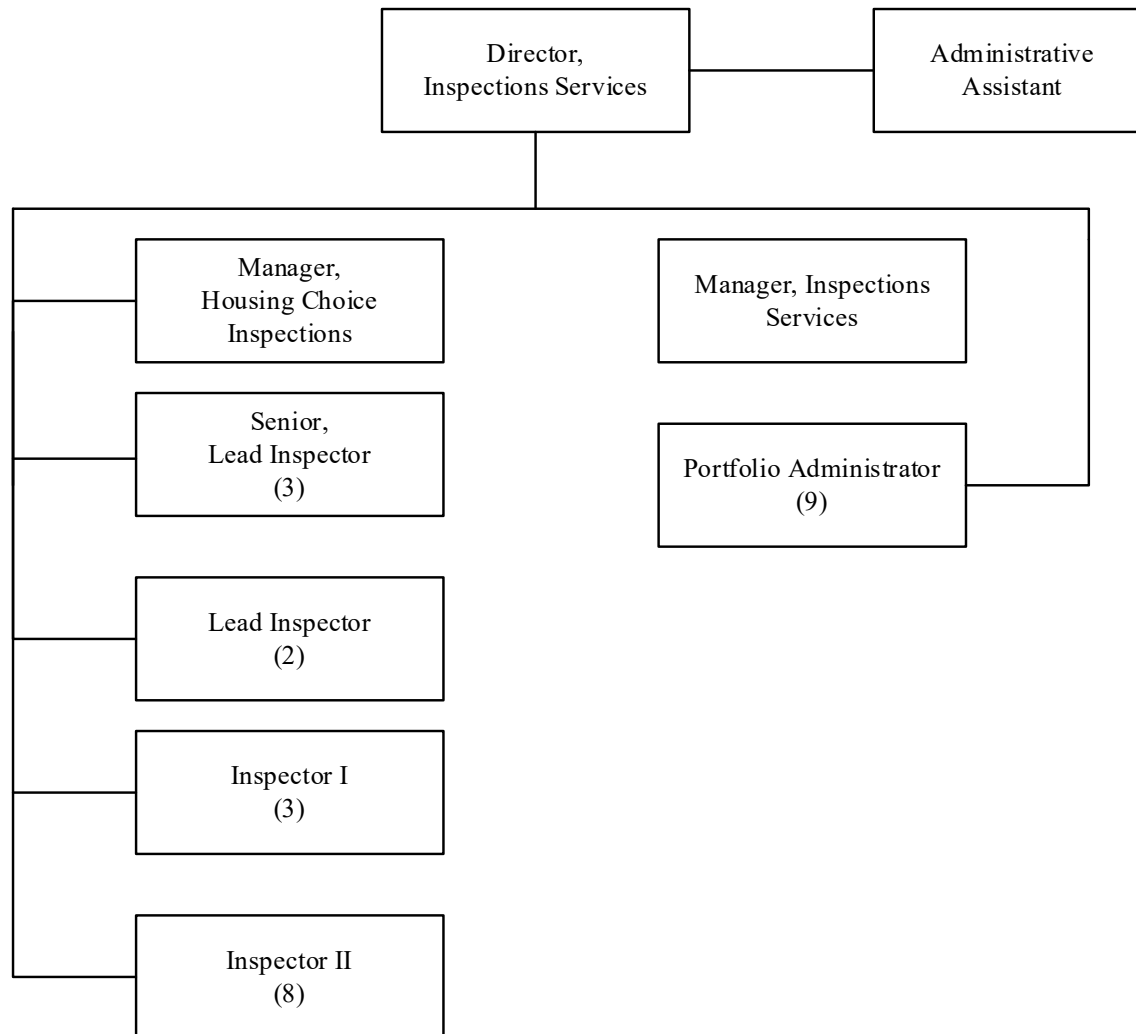 Director,
Inspections Services
Administrative
Assistant
Manager,
Housing Choice
Inspections
Manager, Inspections
Services
Senior,
Lead Inspector
(3)
Portfolio Administrator
(9)
Lead Inspector
(2)
Inspector I
(3)
Inspector II
(8)